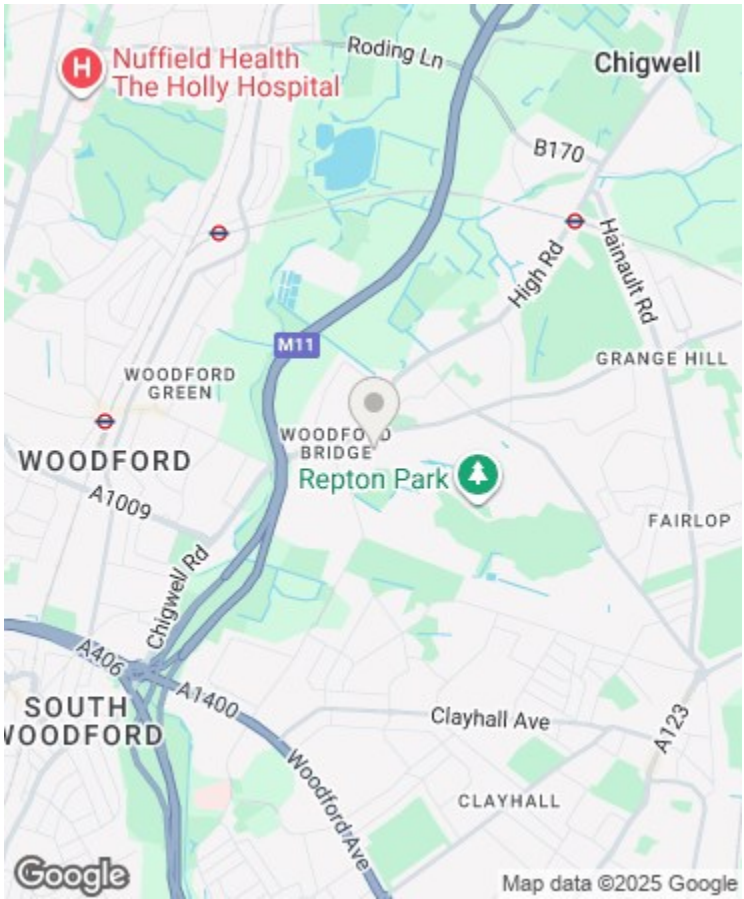 Nuffield Health
The Holly Hospital
H
Roding Ln
Chigwell
B170
High Rd
Hainault Rd
M11
GRANGE HILL
WOODFORD
GREEN
WOODFORD
BRIDGE
WOODFORD
Repton Park
A1009
FAIRLOP
Chigwell Rd
A406
A1400
SOUTH
WOODFORD
Clayhall Ave
A123
Woodford Ave
CLAYHALL
Google
Map data ©2025 Google